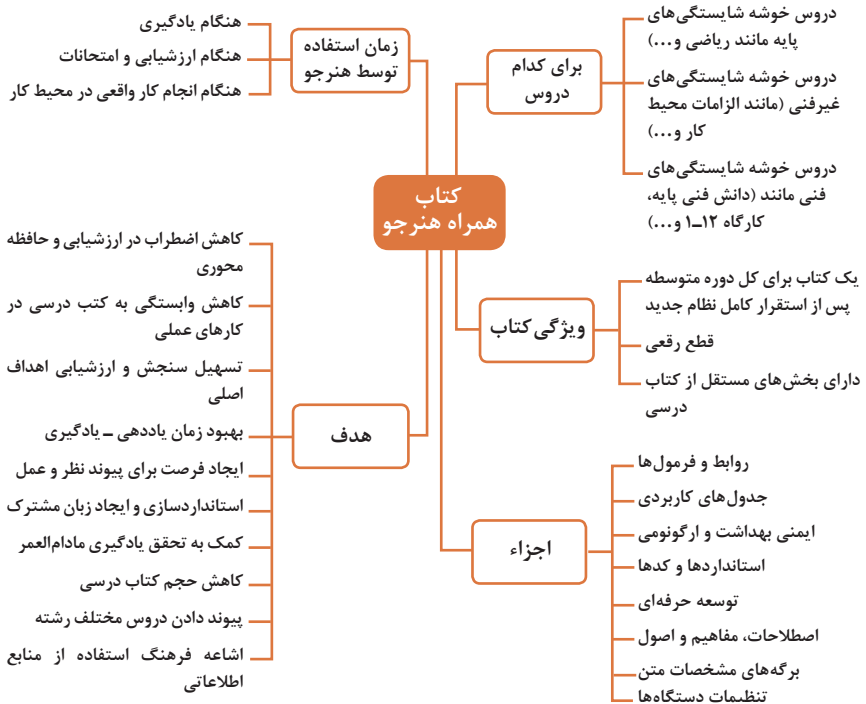 کتاب
همراه هنرجو
برای کدام
دروس
دروس خوشه شایستگی‌های
پایه مانند ریاضی و...)
دروس خوشه شایستگی‌های
غیرفنی (مانند الزامات محیط
کار و...)
دروس خوشه شایستگی‌های
فنی مانند (دانش فنی پایه،
کارگاه ۱۲–۱ و...)
زمان استفاده
توسط هنرجو
هنگام یادگیری
هنگام ارزشیابی و امتحانات
هنگام انجام کار واقعی در محیط کار
ویژگی کتاب
یک کتاب برای کل دوره متوسطه
پس از استقرار کامل نظام جدید
قطع رقعی
دارای بخش‌های مستقل از کتاب
درسی
هدف
کاهش اضطراب در ارزشیابی و حافظه
محوری
کاهش وابستگی به کتب درسی در
کارهای عملی
تسهیل سنجش و ارزشیابی اهداف
اصلی
بهبود زمان یاددهی – یادگیری
ایجاد فرصت برای پیوند نظر و عمل
استانداردسازی و ایجاد زبان مشترک
کمک به تحقق یادگیری مادام‌العمر
کاهش حجم کتاب درسی
پیوند دادن دروس مختلف رشته
اشاعه فرهنگ استفاده از منابع
اطلاعاتی
اجزاء
روابط و فرمول‌ها
جدول‌های کاربردی
ایمنی بهداشت و ارگونومی
استانداردها و کدها
توسعه حرفه‌ای
اصطلاحات، مفاهیم و اصول
برگه‌های مشخصات متن
تنظیمات دستگاه‌ها